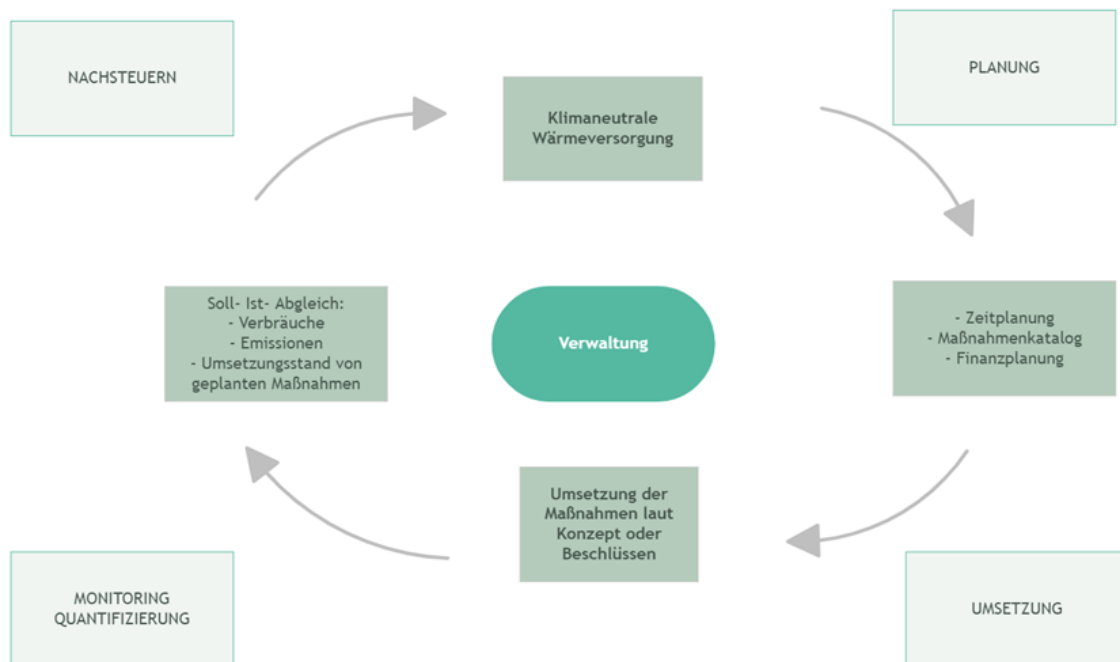 NACHSTEUERN
PLANUNG
Klimaneutrale
Wärmeversorgung
Soll- Ist- Abgleich:
- Verbräuche
- Emissionen
- Umsetzungsstand von
geplanten Maßnahmen
Verwaltung
- Zeitplanung
- Maßnahmenkatalog
- Finanzplanung
Umsetzung der
Maßnahmen laut
Konzept oder
Beschlüssen
MONITORING
QUANTIFIZIERUNG
UMSETZUNG